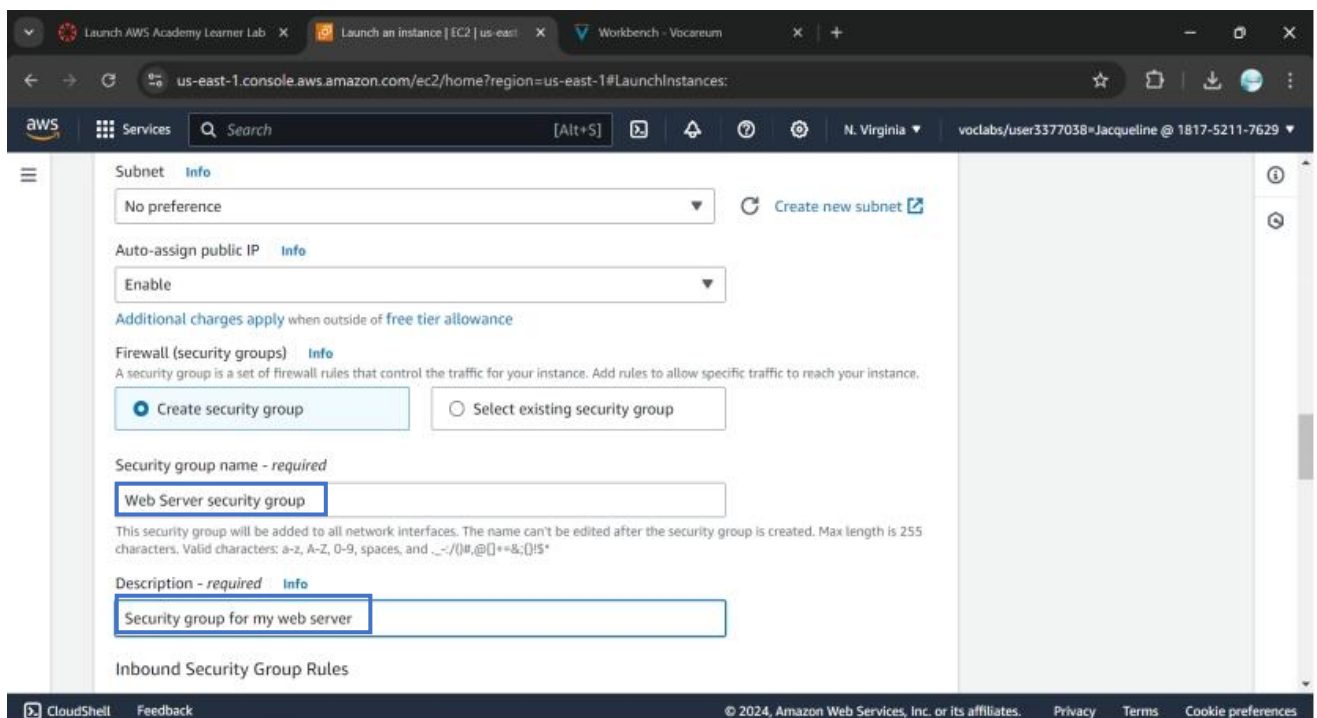 Launch AWS Academy Learner Lab
Launch an instance | EC2 | us-east
Workbench - Vocareum
us-east-1.console.aws.amazon.com/ec2/home?region=us-east-1#LaunchInstances:
aws
Services
Search
[Alt+S]
N. Virginia
voclabs/user3377038=Jacqueline @ 1817-5211-7629
Subnet Info
No preference
Create new subnet
Auto-assign public IP Info
Enable
Additional charges apply when outside of free tier allowance
Firewall (security groups) Info
A security group is a set of firewall rules that control the traffic for your instance. Add rules to allow specific traffic to reach your instance.
Create security group
Select existing security group
Security group name - required
Web Server security group
This security group will be added to all network interfaces. The name can't be edited after the security group is created. Max length is 255
characters. Valid characters: a-z, A-Z, 0-9, spaces, and ._-:/()#,@[]+=&;{}!$*
Description - required Info
Security group for my web server
Inbound Security Group Rules
CloudShell
Feedback
© 2024, Amazon Web Services, Inc. or its affiliates.
Privacy
Terms
Cookie preferences